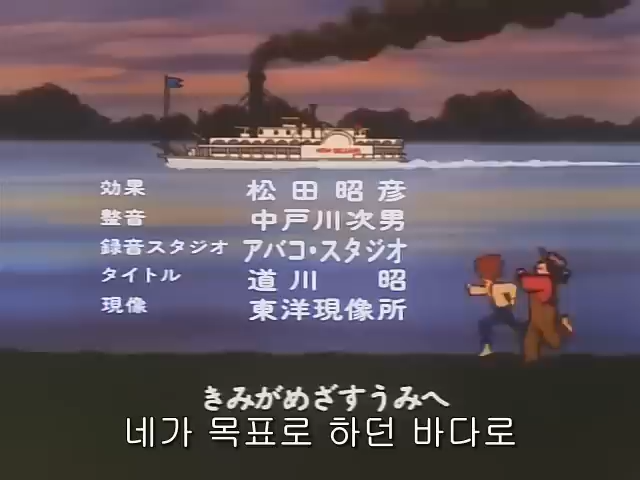 効果 松田昭彦
整音 中戸川次男
録音スタジオ アバコ・スタジオ
タイトル 道川 昭
現像 東洋現像所
きみがめざすうみへ
네가 목표로 하던 바다로